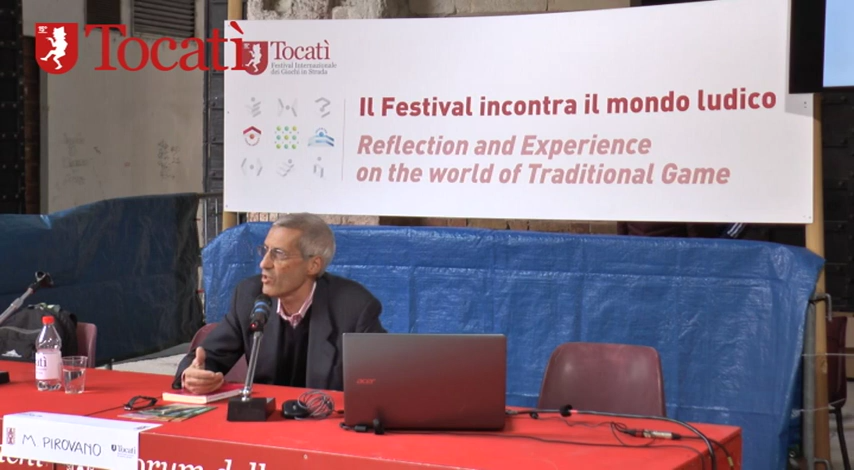 Tocatì
Tocatì
Festival Internazionale
dei Giochi in Strada
Il Festival incontra il mondo ludico
Reflection and Experience
on the world of Traditional Game
acer
M. PIROVANO
Tocatì